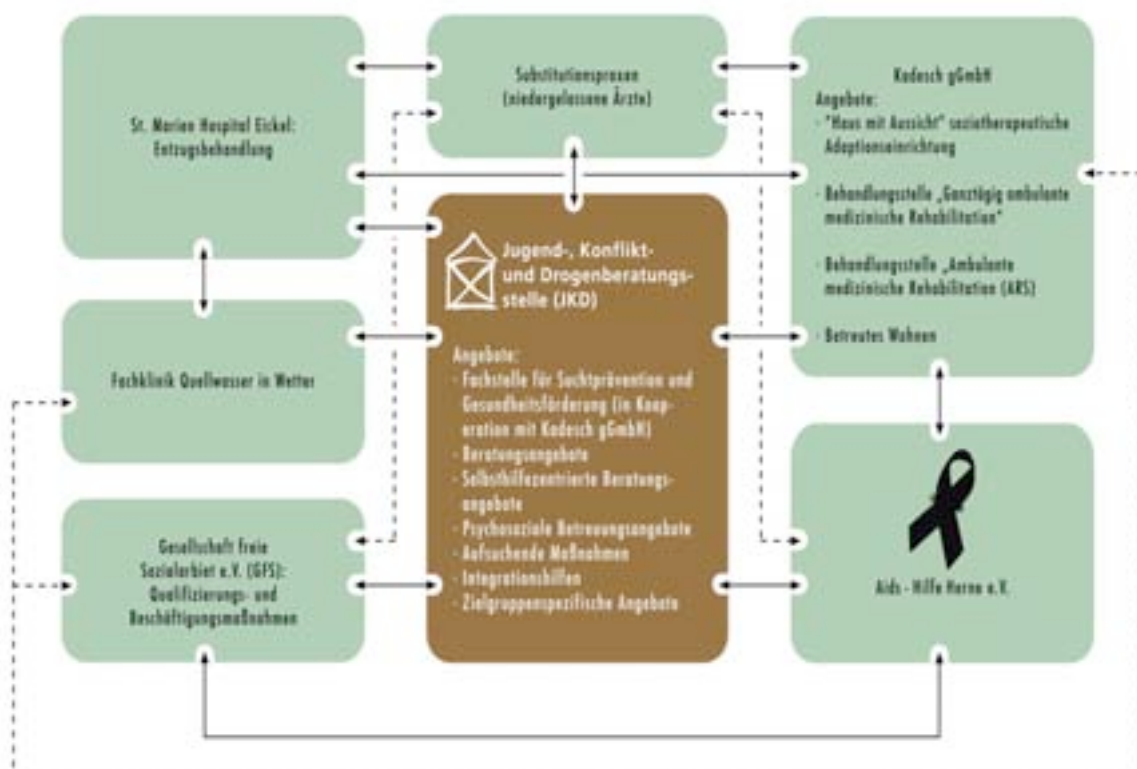 St. Marien Hospital Eickel:
Entzugsbehandlung
Substitutionspraxen
(niedergelassene Ärzte)
Kadesch gGmbH
Angebote:
- "Haus mit Aussicht" soziotherapeutische
Adaptionseinrichtung
- Behandlungsstelle „Ganztägig ambulante
medizinische Rehabilitation"
- Behandlungsstelle „Ambulante
medizinische Rehabilitation (ARS)
- Betreutes Wohnen
Jugend-, Konflikt-
und Drogenberatungs-
stelle (JKD)
Angebote:
- Fachstelle für Suchtprävention und
Gesundheitsförderung (in Koop-
eration mit Kadesch gGmbH)
- Beratungsangebote
- Selbsthilfezentrierte Beratungs-
angebote
- Psychosoziale Betreuungsangebote
- Aufsuchende Maßnahmen
- Integrationshilfen
- Zielgruppenspezifische Angebote
Fachklinik Quellwasser in Wetter
Gesellschaft Freie
Sozialarbiet e.V. (GFS):
Qualifizierungs- und
Beschäftigungsmaßnahmen
Aids - Hilfe Herne e.V.